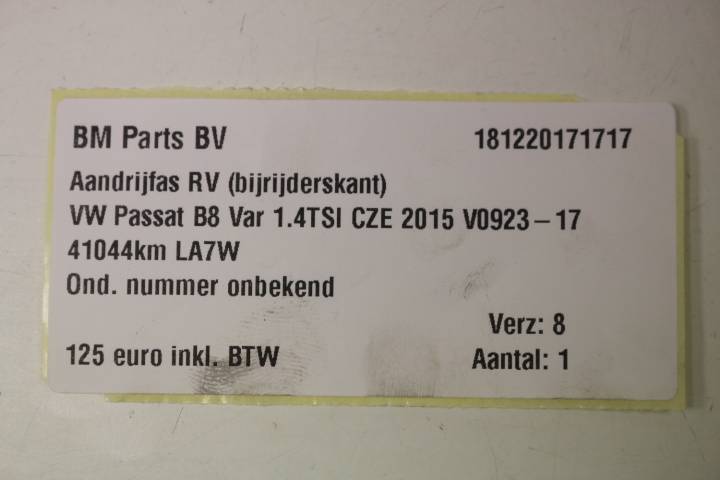 BM Parts BV 181220171717
Aandrijfas RV (bijrijderskant)
VW Passat B8 Var 1.4TSI CZE 2015 V0923-17
41044km LA7W
Ond. nummer onbekend
Verz: 8
125 euro inkl. BTW Aantal: 1